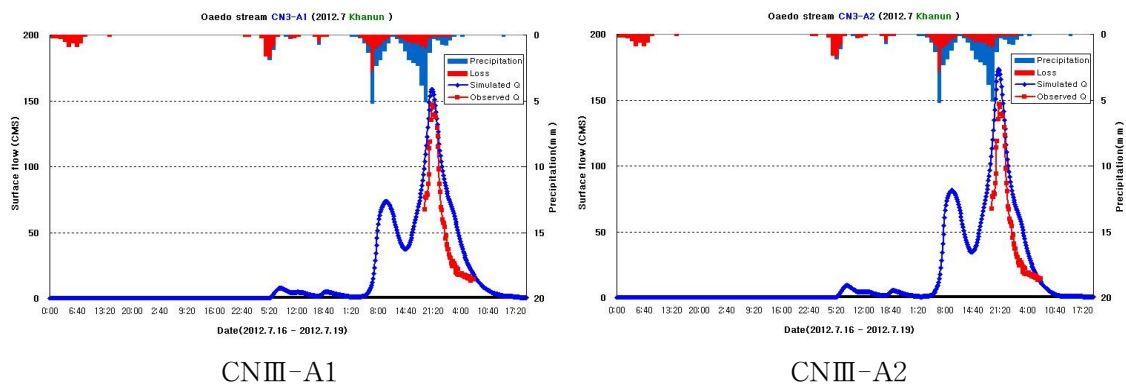 Oaedo stream CN3-A1 (2012.7 Khanun )
200
150
100
50
0
Surface flow (CMS)
0
5
10
15
20
Precipitation(mm)
Precipitation
Loss
Simulated Q
Observed Q
0:00 6:40 13:20 20:00 2:40 9:20 16:00 22:40 5:20 12:00 18:40 1:20 8:00 14:40 21:20 4:00 10:40 17:20
Date(2012.7.16 - 2012.7.19)
CNⅢ-A1
Oaedo stream CN3-A2 (2012.7 Khanun )
200
150
100
50
0
Surface flow (CMS)
0
5
10
15
20
Precipitation(mm)
Precipitation
Loss
Simulated Q
Observed Q
0:00 6:40 13:20 20:00 2:40 9:20 16:00 22:40 5:20 12:00 18:40 1:20 8:00 14:40 21:20 4:00 10:40 17:20
Date(2012.7.16 - 2012.7.19)
CNⅢ-A2